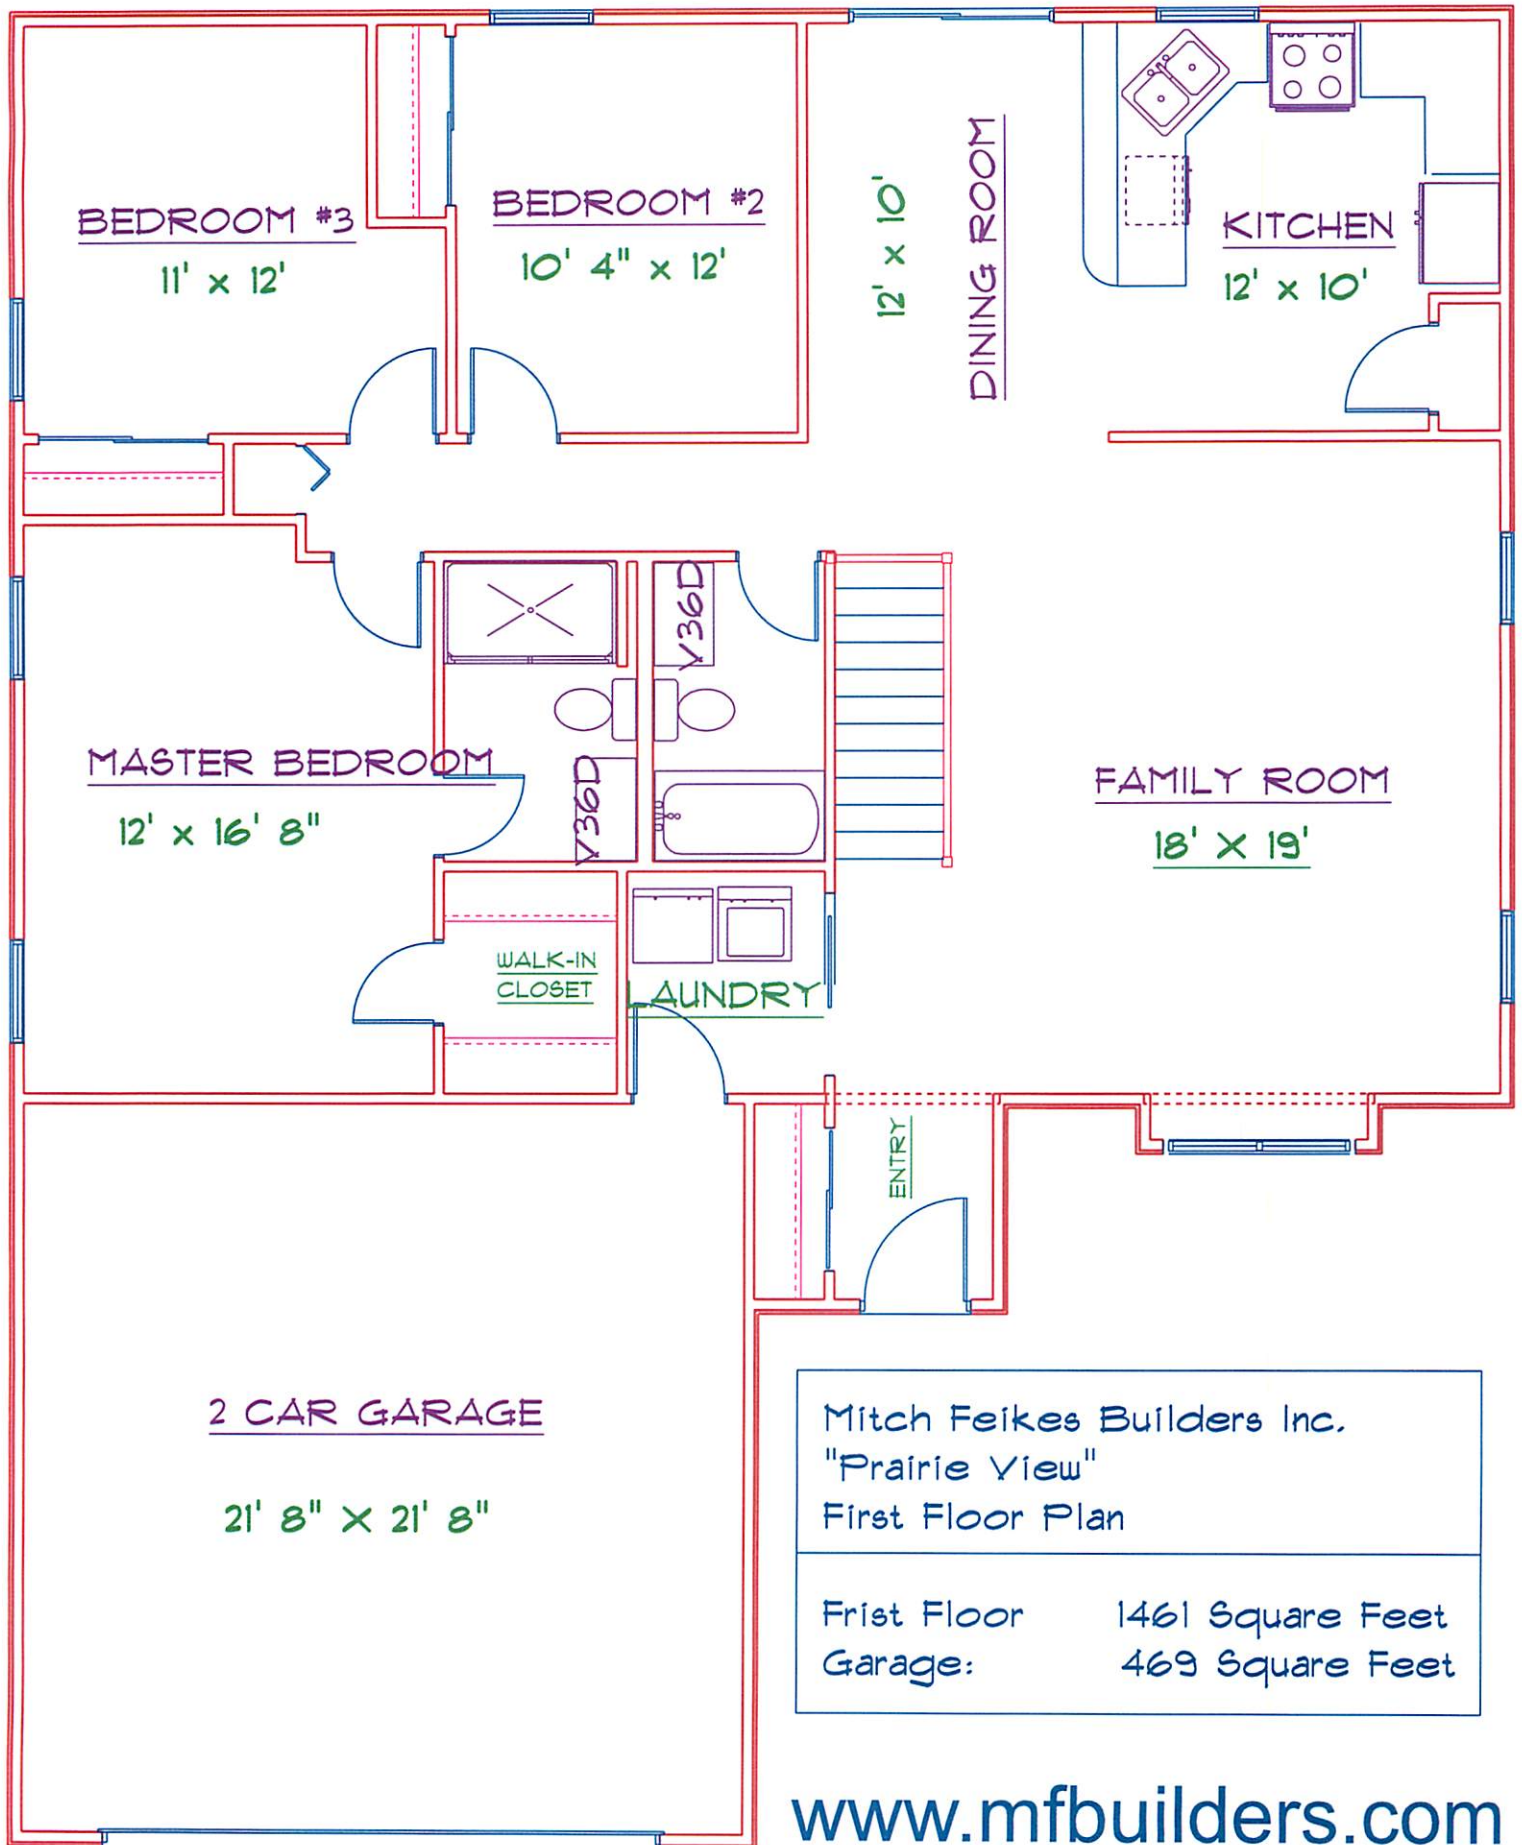 BEDROOM #3
11' x 12'
BEDROOM #2
10' 4" x 12'
DINING ROOM
12' x 10'
KITCHEN
12' x 10'
V36D
V36D
MASTER BEDROOM
12' x 16' 8"
FAMILY ROOM
18' X 19'
WALK-IN
CLOSET
LAUNDRY
ENTRY
2 CAR GARAGE
21' 8" X 21' 8"
Mitch Feikes Builders Inc.
"Prairie View"
First Floor Plan
Frist Floor 1461 Square Feet
Garage: 469 Square Feet
www.mfbuilders.com